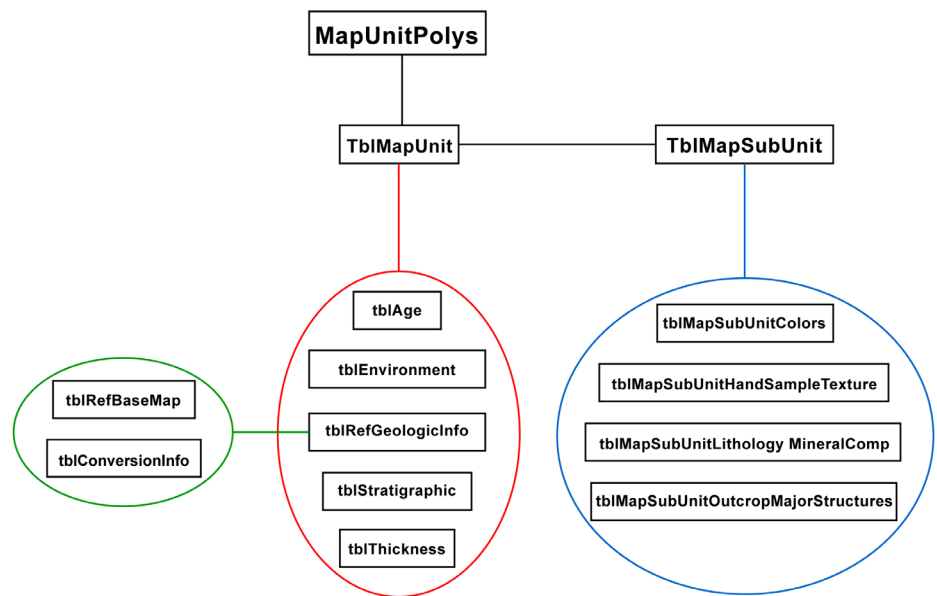 MapUnitPolys
TblMapUnit
TblMapSubUnit
tblAge
tblEnvironment
tblRefGeologicInfo
tblStratigraphic
tblThickness
tblRefBaseMap
tblConversionInfo
tblMapSubUnitColors
tblMapSubUnitHandSampleTexture
tblMapSubUnitLithology MineralComp
tblMapSubUnitOutcropMajorStructures